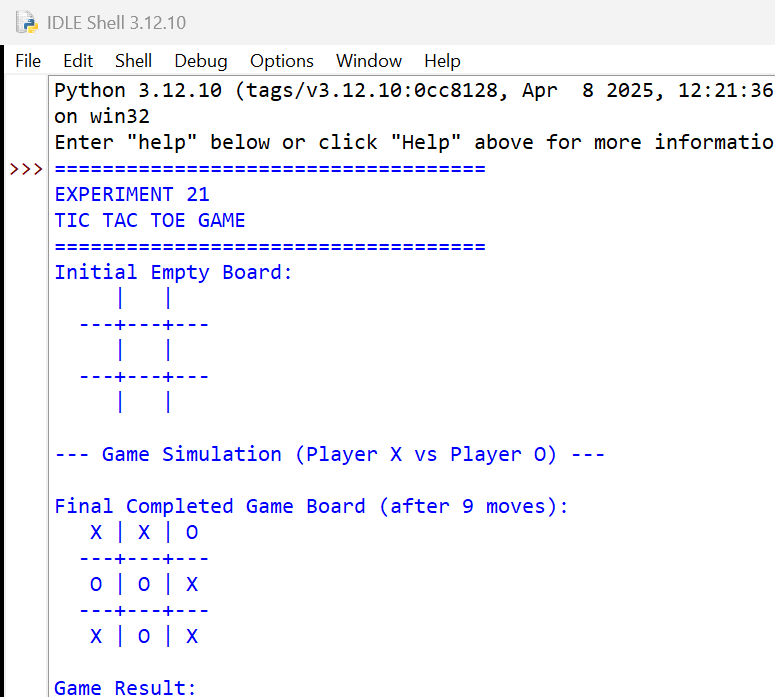 IDLE Shell 3.12.10
File Edit Shell Debug Options Window Help
Python 3.12.10 (tags/v3.12.10:0cc8128, Apr  8 2025, 12:21:36
on win32
Enter "help" below or click "Help" above for more informatio
>>> ====================================
EXPERIMENT 21
TIC TAC TOE GAME
====================================
Initial Empty Board:
     |   |
  ---+---+---
     |   |
  ---+---+---
     |   |
--- Game Simulation (Player X vs Player O) ---
Final Completed Game Board (after 9 moves):
   X | X | O
  ---+---+---
   O | O | X
  ---+---+---
   X | O | X
Game Result: